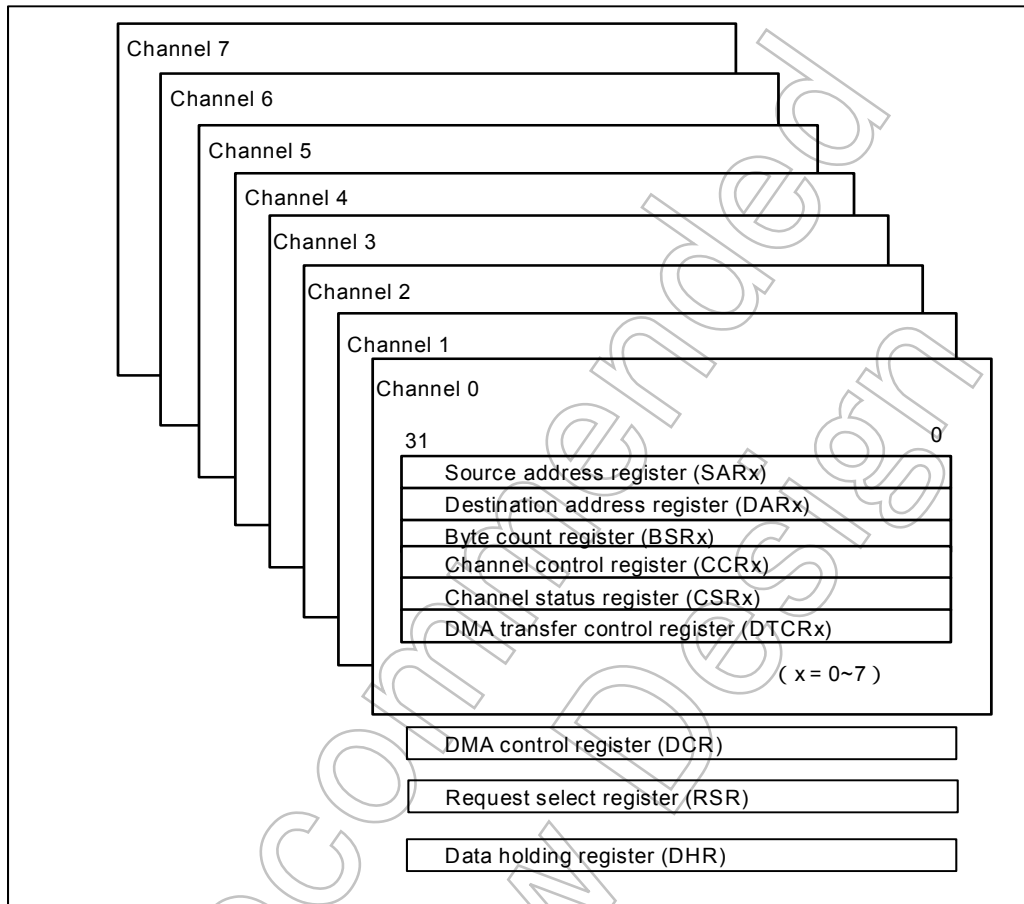 Channel 7
Channel 6
Channel 5
Channel 4
Channel 3
Channel 2
Channel 1
Channel 0
31 0
Source address register (SARx)
Destination address register (DARx)
Byte count register (BSRx)
Channel control register (CCRx)
Channel status register (CSRx)
DMA transfer control register (DTCRx)
( x = 0~7 )
DMA control register (DCR)
Request select register (RSR)
Data holding register (DHR)
commended
w Design